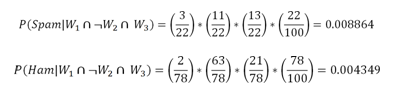 P(Spam|W₁ ∩ ¬W₂ ∩ W₃) = (3/22) * (11/22) * (13/22) * (22/100) = 0.008864
P(Ham|W₁ ∩ ¬W₂ ∩ W₃) = (2/78) * (63/78) * (21/78) * (78/100) = 0.004349